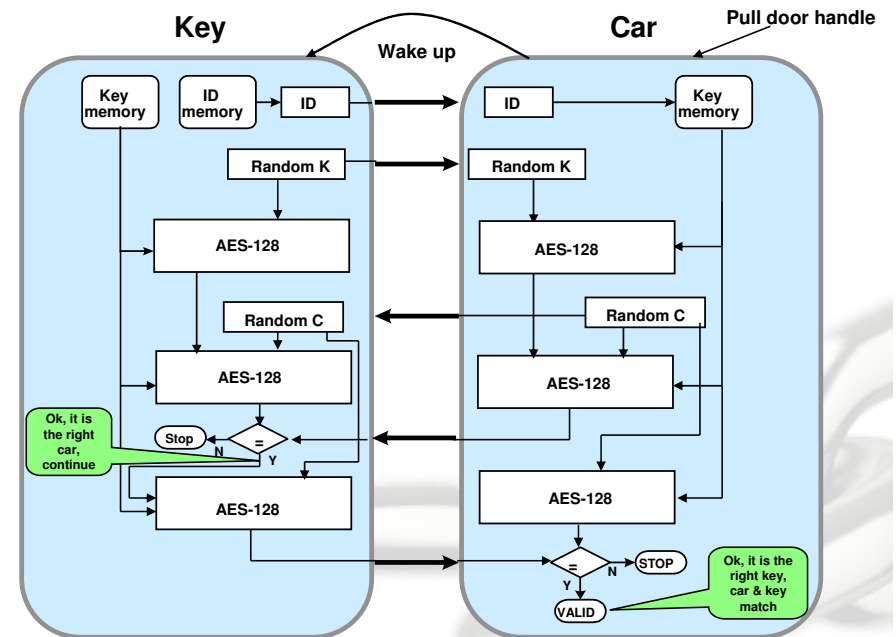 Key
Car
Pull door handle
Wake up
Key
memory
ID
memory
ID
ID
Key
memory
Random K
Random K
AES-128
AES-128
Random C
Random C
AES-128
AES-128
Ok, it is
the right
car,
continue
Stop
N
=
Y
AES-128
AES-128
=
N
STOP
Y
VALID
Ok, it is the
right key,
car & key
match